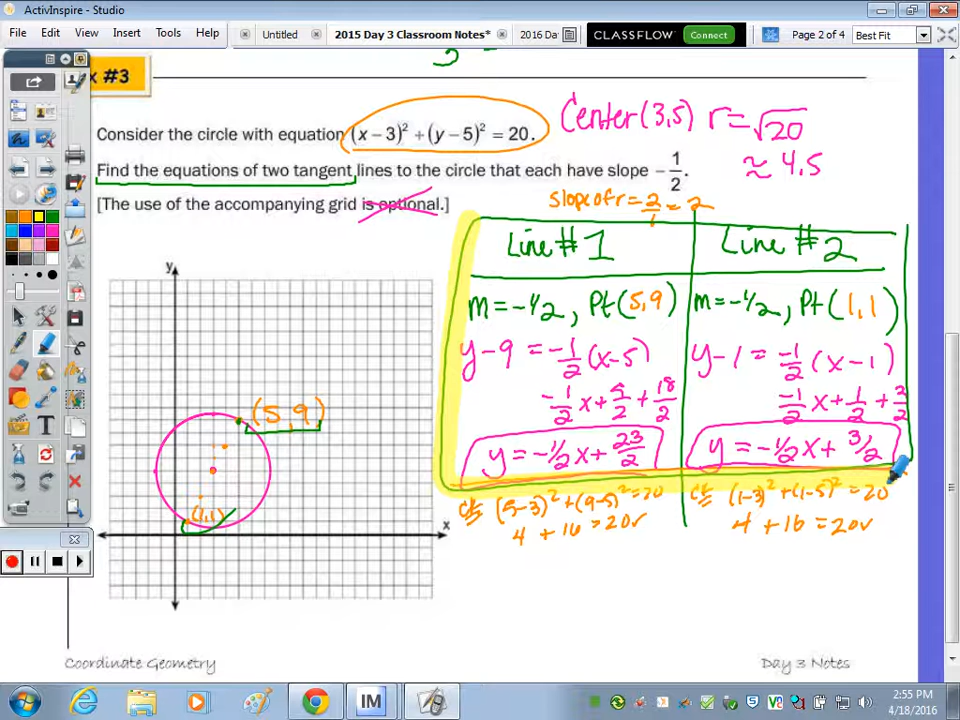 ActivInspire - Studio
File Edit View Insert Tools Help
Untitled
2015 Day 3 Classroom Notes*
2016 Da
CLASSFLOW Connect
Page 2 of 4
Best Fit
x #3
Consider the circle with equation (x – 3)² + (y – 5)² = 20.
Find the equations of two tangent lines to the circle that each have slope –1/2.
[The use of the accompanying grid is optional.]
Center (3,5) r = √20
≈ 4.5
slope of r = 2/1 = 2
Line # 1
m = -1/2, Pt (5,9)
y - 9 = -1/2 (x - 5)
-1/2 x + 5/2 + 18/2
y = -1/2 x + 23/2
(5-3)² + (9-5)² = 20
4 + 16 = 20✓
Line # 2
m = -1/2, Pt (1,1)
y - 1 = -1/2 (x - 1)
-1/2 x + 1/2 + 2/2
y = -1/2 x + 3/2
(1-3)² + (1-5)² = 20
4 + 16 = 20✓
y
(5,9)
(1,1)
x
Coordinate Geometry
Day 3 Notes
IM
2:55 PM
4/18/2016